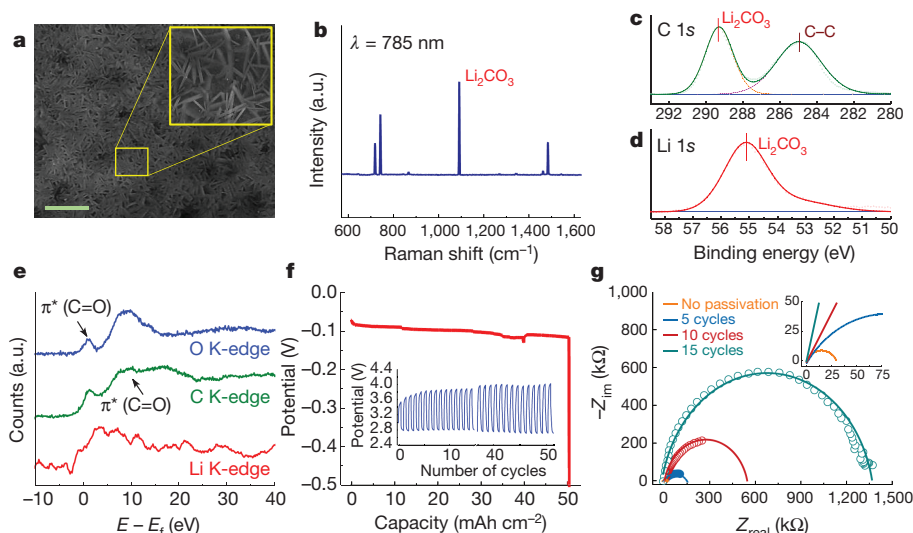 a
b
λ = 785 nm
Li₂CO₃
Intensity (a.u.)
600 800 1,000 1,200 1,400 1,600
Raman shift (cm⁻¹)
c
Li₂CO₃
C 1s
C–C
292 290 288 286 284 282 280
d
Li 1s
Li₂CO₃
58 57 56 55 54 53 52 51 50
Binding energy (eV)
e
π* (C=O)
O K-edge
π* (C=O)
C K-edge
Li K-edge
Counts (a.u.)
–10 0 10 20 30 40
E – E_f (eV)
f
–0.0
–0.1
–0.2
–0.3
–0.4
–0.5
Potential (V)
Potential (V)
4.4
4.0
3.6
3.2
2.8
2.4
0 10 40 50
Number of cycles
0 10 20 30 40 50
Capacity (mAh cm⁻²)
g
1,000
800
600
400
200
0
–Z_im (kΩ)
No passivation
5 cycles
10 cycles
15 cycles
50
25
0
0 25 50 75
0 300 600 900 1,200 1,500
Z_real (kΩ)